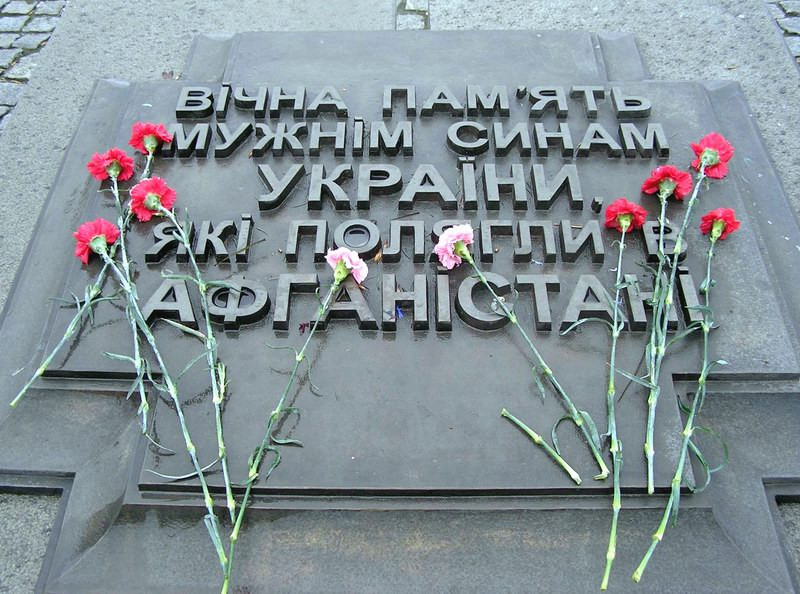 ВІЧНА ПАМ'ЯТЬ
МУЖНІМ СИНАМ
УКРАЇНИ,
ЯКІ ПОЛЯГЛИ В
АФГАНІСТАНІ